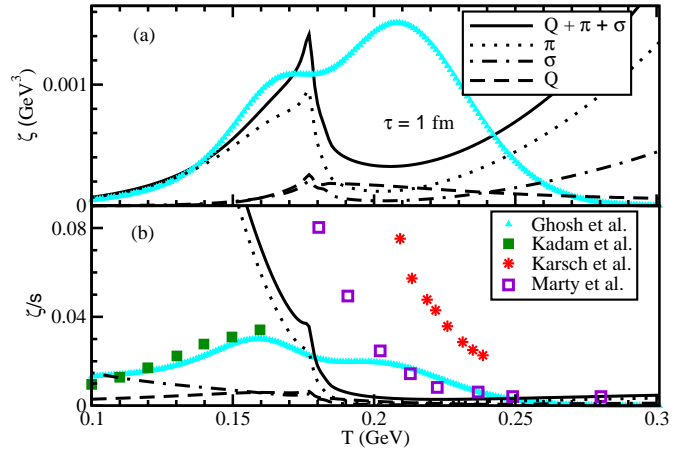 (a)
Q + π + σ
π
σ
Q
ζ (GeV³)
0.001
0
τ = 1 fm
(b)
Ghosh et al.
Kadam et al.
Karsch et al.
Marty et al.
ζ/s
0.08
0.04
0
0.1 0.15 0.2 0.25 0.3
T (GeV)